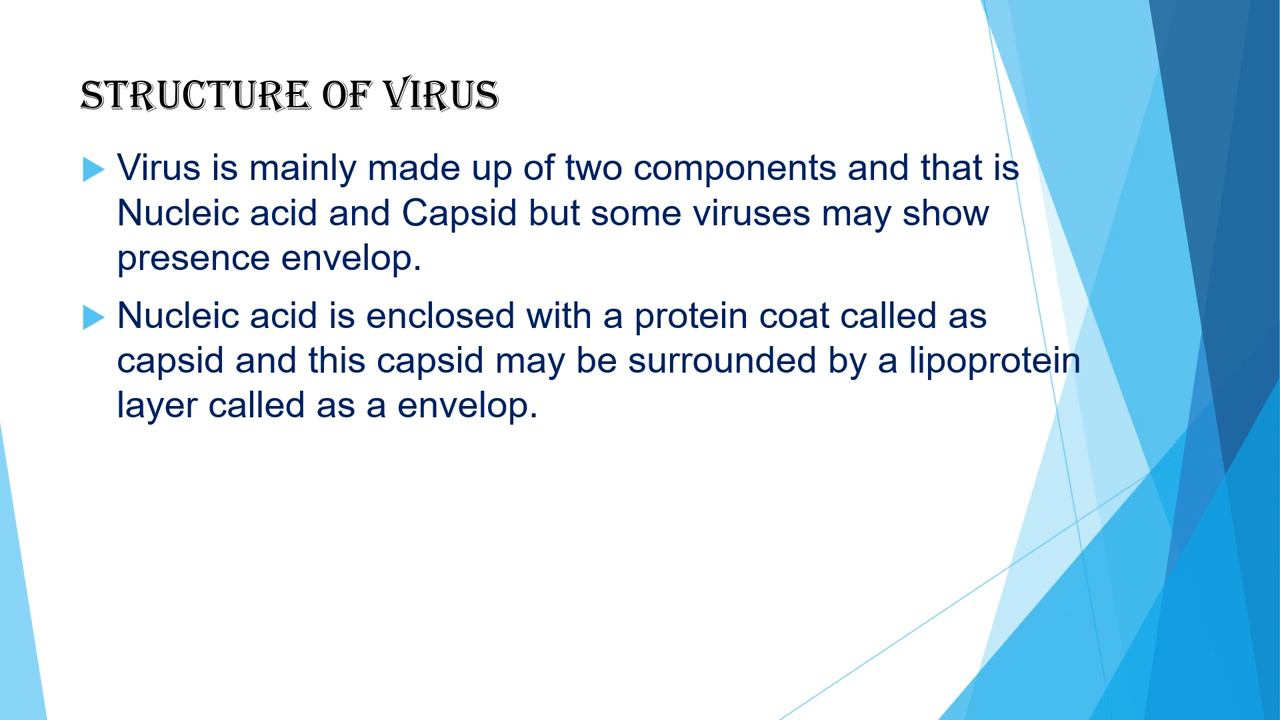 STRUCTURE OF VIRUS
Virus is mainly made up of two components and that is
Nucleic acid and Capsid but some viruses may show
presence envelop.
Nucleic acid is enclosed with a protein coat called as
capsid and this capsid may be surrounded by a lipoprotein
layer called as a envelop.